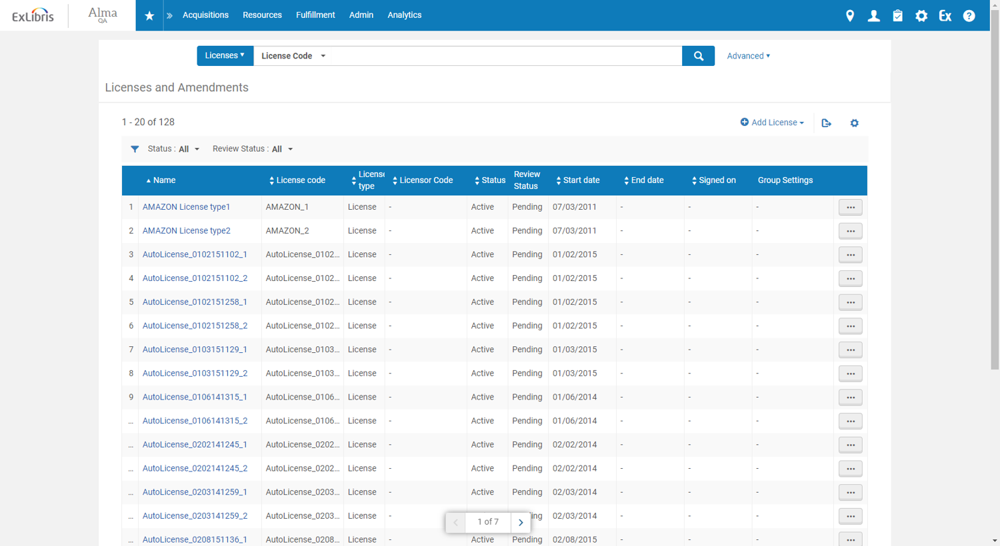 ExLibris
Alma
QA
Acquisitions Resources Fulfillment Admin Analytics
Ex ?
Licenses License Code Advanced
Licenses and Amendments
1 - 20 of 128
Add License
Status : All Review Status : All
Name License code License type Licensor Code Status Review Status Start date End date Signed on Group Settings
1 AMAZON License type1 AMAZON_1 License - Active Pending 07/03/2011 - - - ...
2 AMAZON License type2 AMAZON_2 License - Active Pending 07/03/2011 - - - ...
3 AutoLicense_0102151102_1 AutoLicense_0102... License - Active Pending 01/02/2015 - - - ...
4 AutoLicense_0102151102_2 AutoLicense_0102... License - Active Pending 01/02/2015 - - - ...
5 AutoLicense_0102151258_1 AutoLicense_0102... License - Active Pending 01/02/2015 - - - ...
6 AutoLicense_0102151258_2 AutoLicense_0102... License - Active Pending 01/02/2015 - - - ...
7 AutoLicense_0103151129_1 AutoLicense_0103... License - Active Pending 01/03/2015 - - - ...
8 AutoLicense_0103151129_2 AutoLicense_0103... License - Active Pending 01/03/2015 - - - ...
9 AutoLicense_0106141315_1 AutoLicense_0106... License - Active Pending 01/06/2014 - - - ...
... AutoLicense_0106141315_2 AutoLicense_0106... License - Active Pending 01/06/2014 - - - ...
... AutoLicense_0202141245_1 AutoLicense_0202... License - Active Pending 02/02/2014 - - - ...
... AutoLicense_0202141245_2 AutoLicense_0202... License - Active Pending 02/02/2014 - - - ...
... AutoLicense_0203141259_1 AutoLicense_0203... License - Active Pending 02/03/2014 - - - ...
... AutoLicense_0203141259_2 AutoLicense_0203... License - ing 02/03/2014 - - - ...
1 of 7
... AutoLicense_0208151136_1 AutoLicense_0208... License - Active Pending 02/08/2015 - - - ...